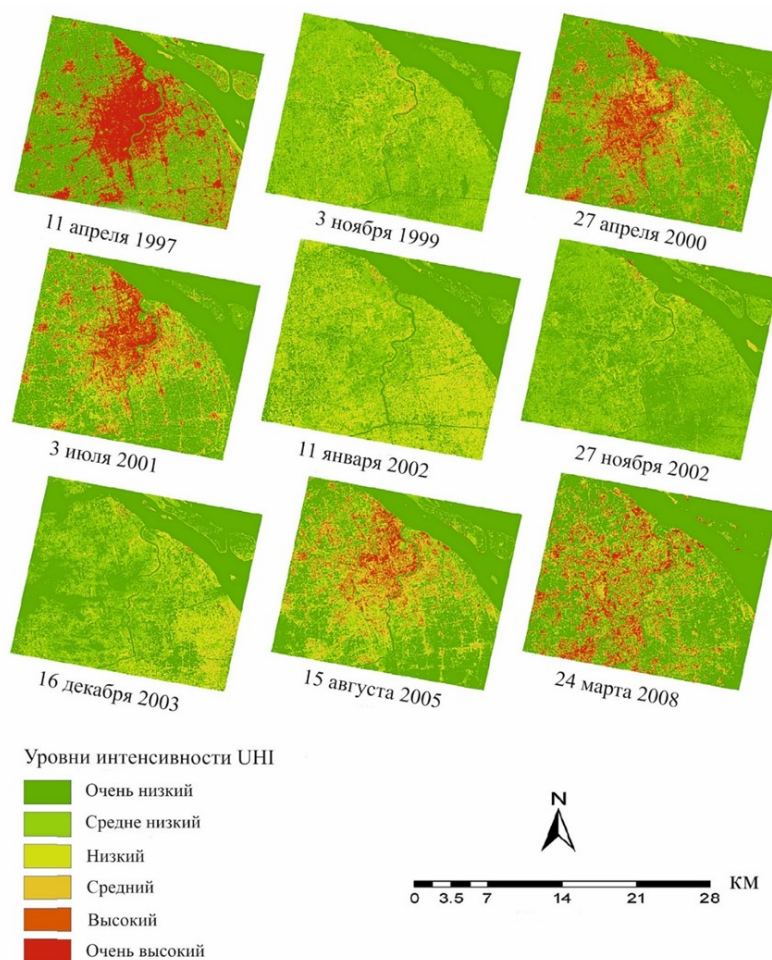 11 апреля 1997
3 ноября 1999
27 апреля 2000
3 июля 2001
11 января 2002
27 ноября 2002
16 декабря 2003
15 августа 2005
24 марта 2008
Уровни интенсивности UHI
Очень низкий
Средне низкий
Низкий
Средний
Высокий
Очень высокий
N
км
0 3.5 7 14 21 28